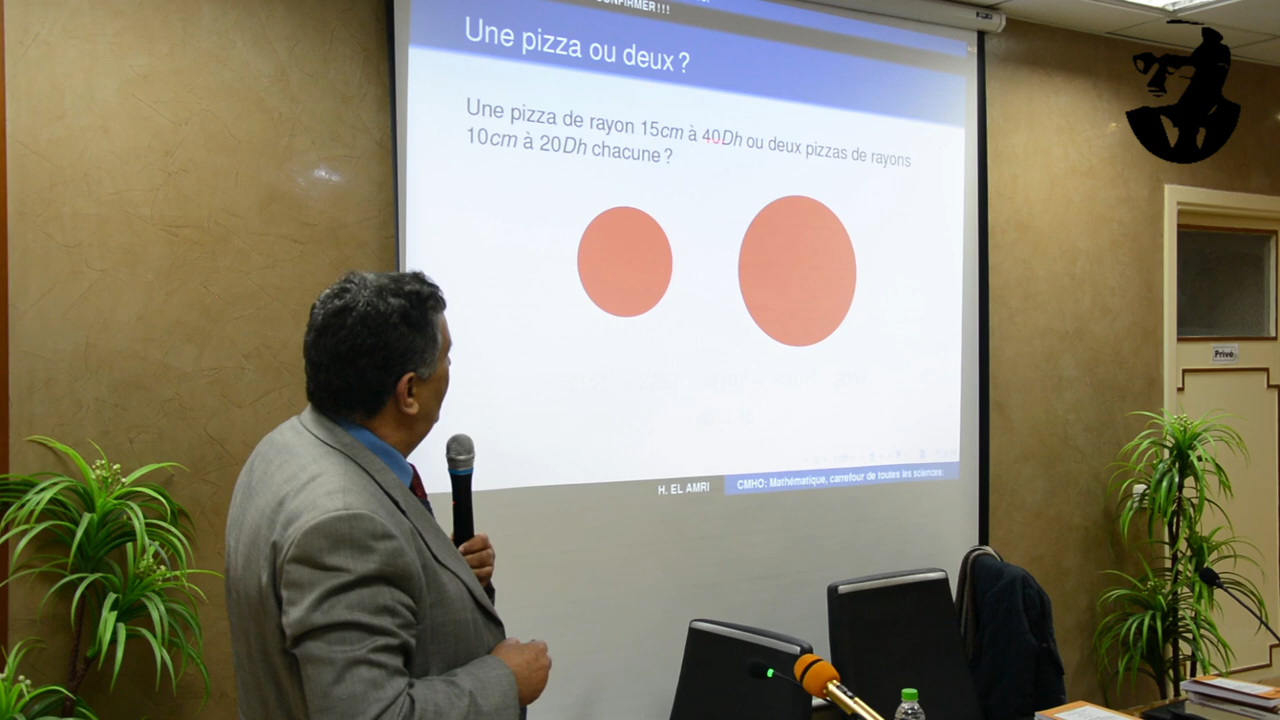 CONFIRMER !!!
Une pizza ou deux ?
Une pizza de rayon 15cm à 40Dh ou deux pizzas de rayons
10cm à 20Dh chacune ?
H. EL AMRI
CMHO: Mathématique, carrefour de toutes les sciences.
Privé